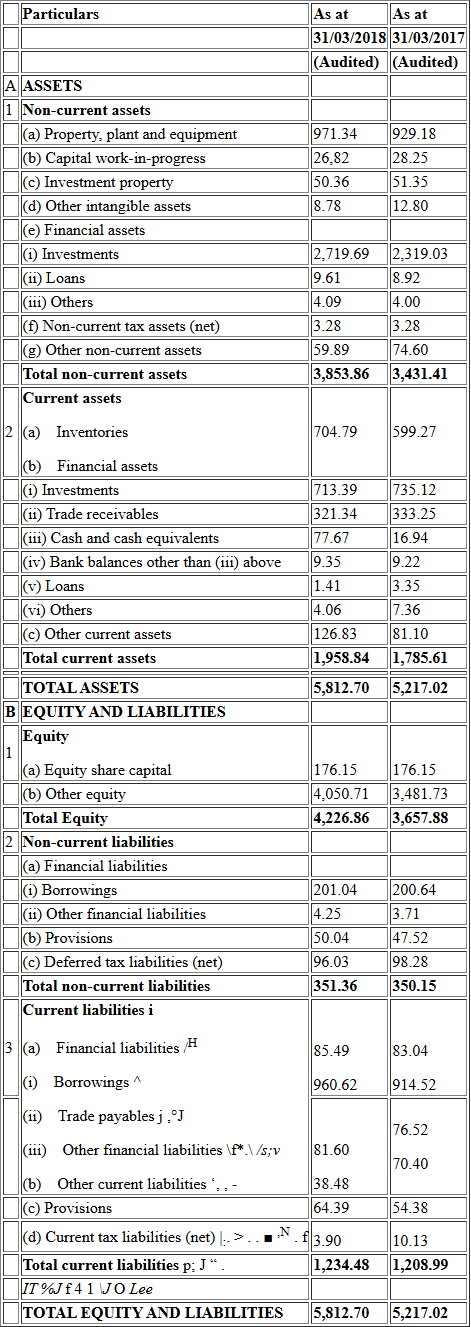 Particulars As at As at
31/03/2018 31/03/2017
(Audited) (Audited)
A ASSETS
1 Non-current assets
(a) Property, plant and equipment 971.34 929.18
(b) Capital work-in-progress 26,82 28.25
(c) Investment property 50.36 51.35
(d) Other intangible assets 8.78 12.80
(e) Financial assets
(i) Investments 2,719.69 2,319.03
(ii) Loans 9.61 8.92
(iii) Others 4.09 4.00
(f) Non-current tax assets (net) 3.28 3.28
(g) Other non-current assets 59.89 74.60
Total non-current assets 3,853.86 3,431.41
Current assets
2 (a) Inventories 704.79 599.27
(b) Financial assets
(i) Investments 713.39 735.12
(ii) Trade receivables 321.34 333.25
(iii) Cash and cash equivalents 77.67 16.94
(iv) Bank balances other than (iii) above 9.35 9.22
(v) Loans 1.41 3.35
(vi) Others 4.06 7.36
(c) Other current assets 126.83 81.10
Total current assets 1,958.84 1,785.61
TOTAL ASSETS 5,812.70 5,217.02
B EQUITY AND LIABILITIES
Equity
1
(a) Equity share capital 176.15 176.15
(b) Other equity 4,050.71 3,481.73
Total Equity 4,226.86 3,657.88
2 Non-current liabilities
(a) Financial liabilities
(i) Borrowings 201.04 200.64
(ii) Other financial liabilities 4.25 3.71
(b) Provisions 50.04 47.52
(c) Deferred tax liabilities (net) 96.03 98.28
Total non-current liabilities 351.36 350.15
Current liabilities i
3 (a) Financial liabilities /H 85.49 83.04
(i) Borrowings ^ 960.62 914.52
(ii) Trade payables j ,°J 76.52
(iii) Other financial liabilities \f*.\ /s;v 81.60 70.40
(b) Other current liabilities ‘, , - 38.48
(c) Provisions 64.39 54.38
(d) Current tax liabilities (net) |:. > . . ■ ,N . f 3.90 10.13
Total current liabilities p; J “ . 1,234.48 1,208.99
IT %J f 4 1 \J O Lee
TOTAL EQUITY AND LIABILITIES 5,812.70 5,217.02